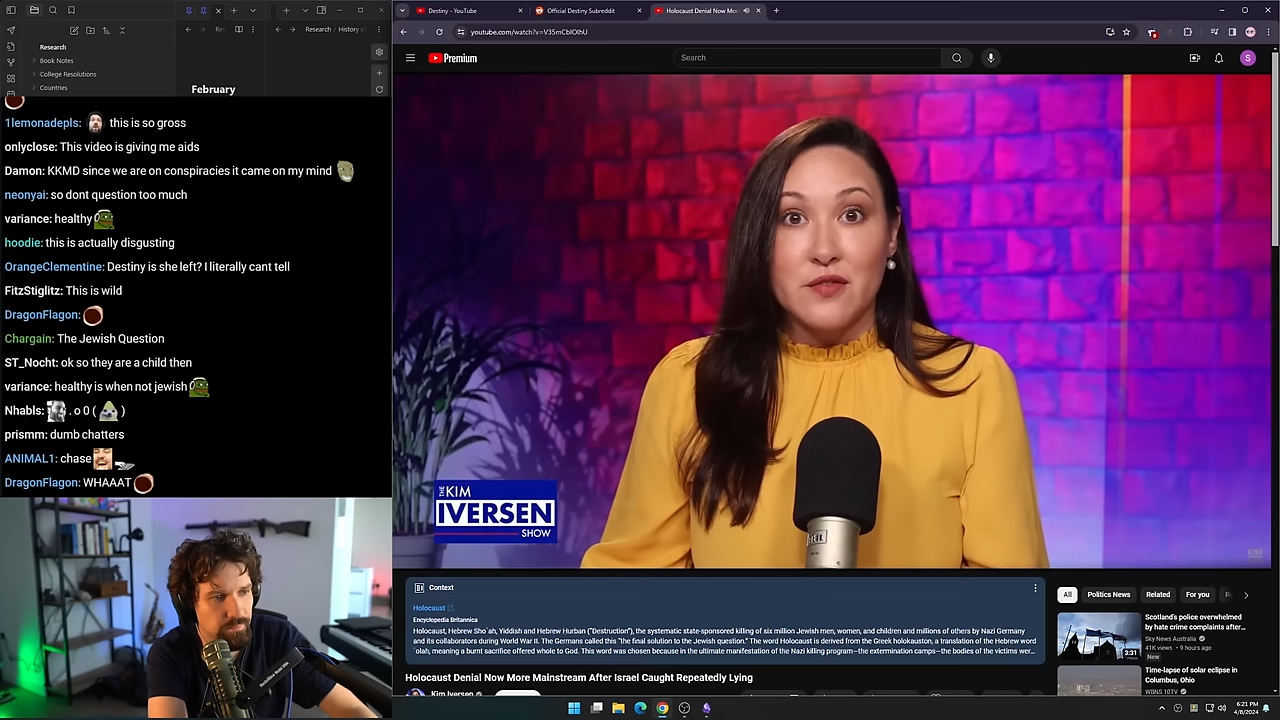 Destiny - YouTube
Official Destiny Subreddit
Holocaust Denial Now Mor
youtube.com/watch?v=V35mCblOlhU
Research
Book Notes
College Resolutions
Countries
Research / History
February
Premium
Search
S
1lemonadepls: this is so gross
onlyclose: This video is giving me aids
Damon: KKMD since we are on conspiracies it came on my mind
neonyai: so dont question too much
variance: healthy
hoodie: this is actually disgusting
OrangeClementine: Destiny is she left? I literally cant tell
FitzStiglitz: This is wild
DragonFlagon:
Chargain: The Jewish Question
ST_Nocht: ok so they are a child then
variance: healthy is when not jewish
Nhabls: . o 0 ( )
prismm: dumb chatters
ANIMAL1: chase
DragonFlagon: WHAAAT
THE KIM
IVERSEN
SHOW
KIM
Context
Holocaust
Encyclopedia Britannica
Holocaust, Hebrew Shoʾah, Yiddish and Hebrew Hurban ("Destruction"), the systematic state-sponsored killing of six million Jewish men, women, and children and millions of others by Nazi Germany
and its collaborators during World War II. The Germans called this "the final solution to the Jewish question." The word Holocaust is derived from the Greek holokauston, a translation of the Hebrew word
ʿolah, meaning a burnt sacrifice offered whole to God. This word was chosen because in the ultimate manifestation of the Nazi killing program—the extermination camps—the bodies of the victims wer...
Holocaust Denial Now More Mainstream After Israel Caught Repeatedly Lying
Kim Iversen
All
Politics News
Related
For you
Scotland's police overwhelmed
by hate crime complaints after...
Sky News Australia
41K views • 9 hours ago
New
3:31
Time-lapse of solar eclipse in
Columbus, Ohio
WBNS 10TV
6:21 PM
4/8/2024